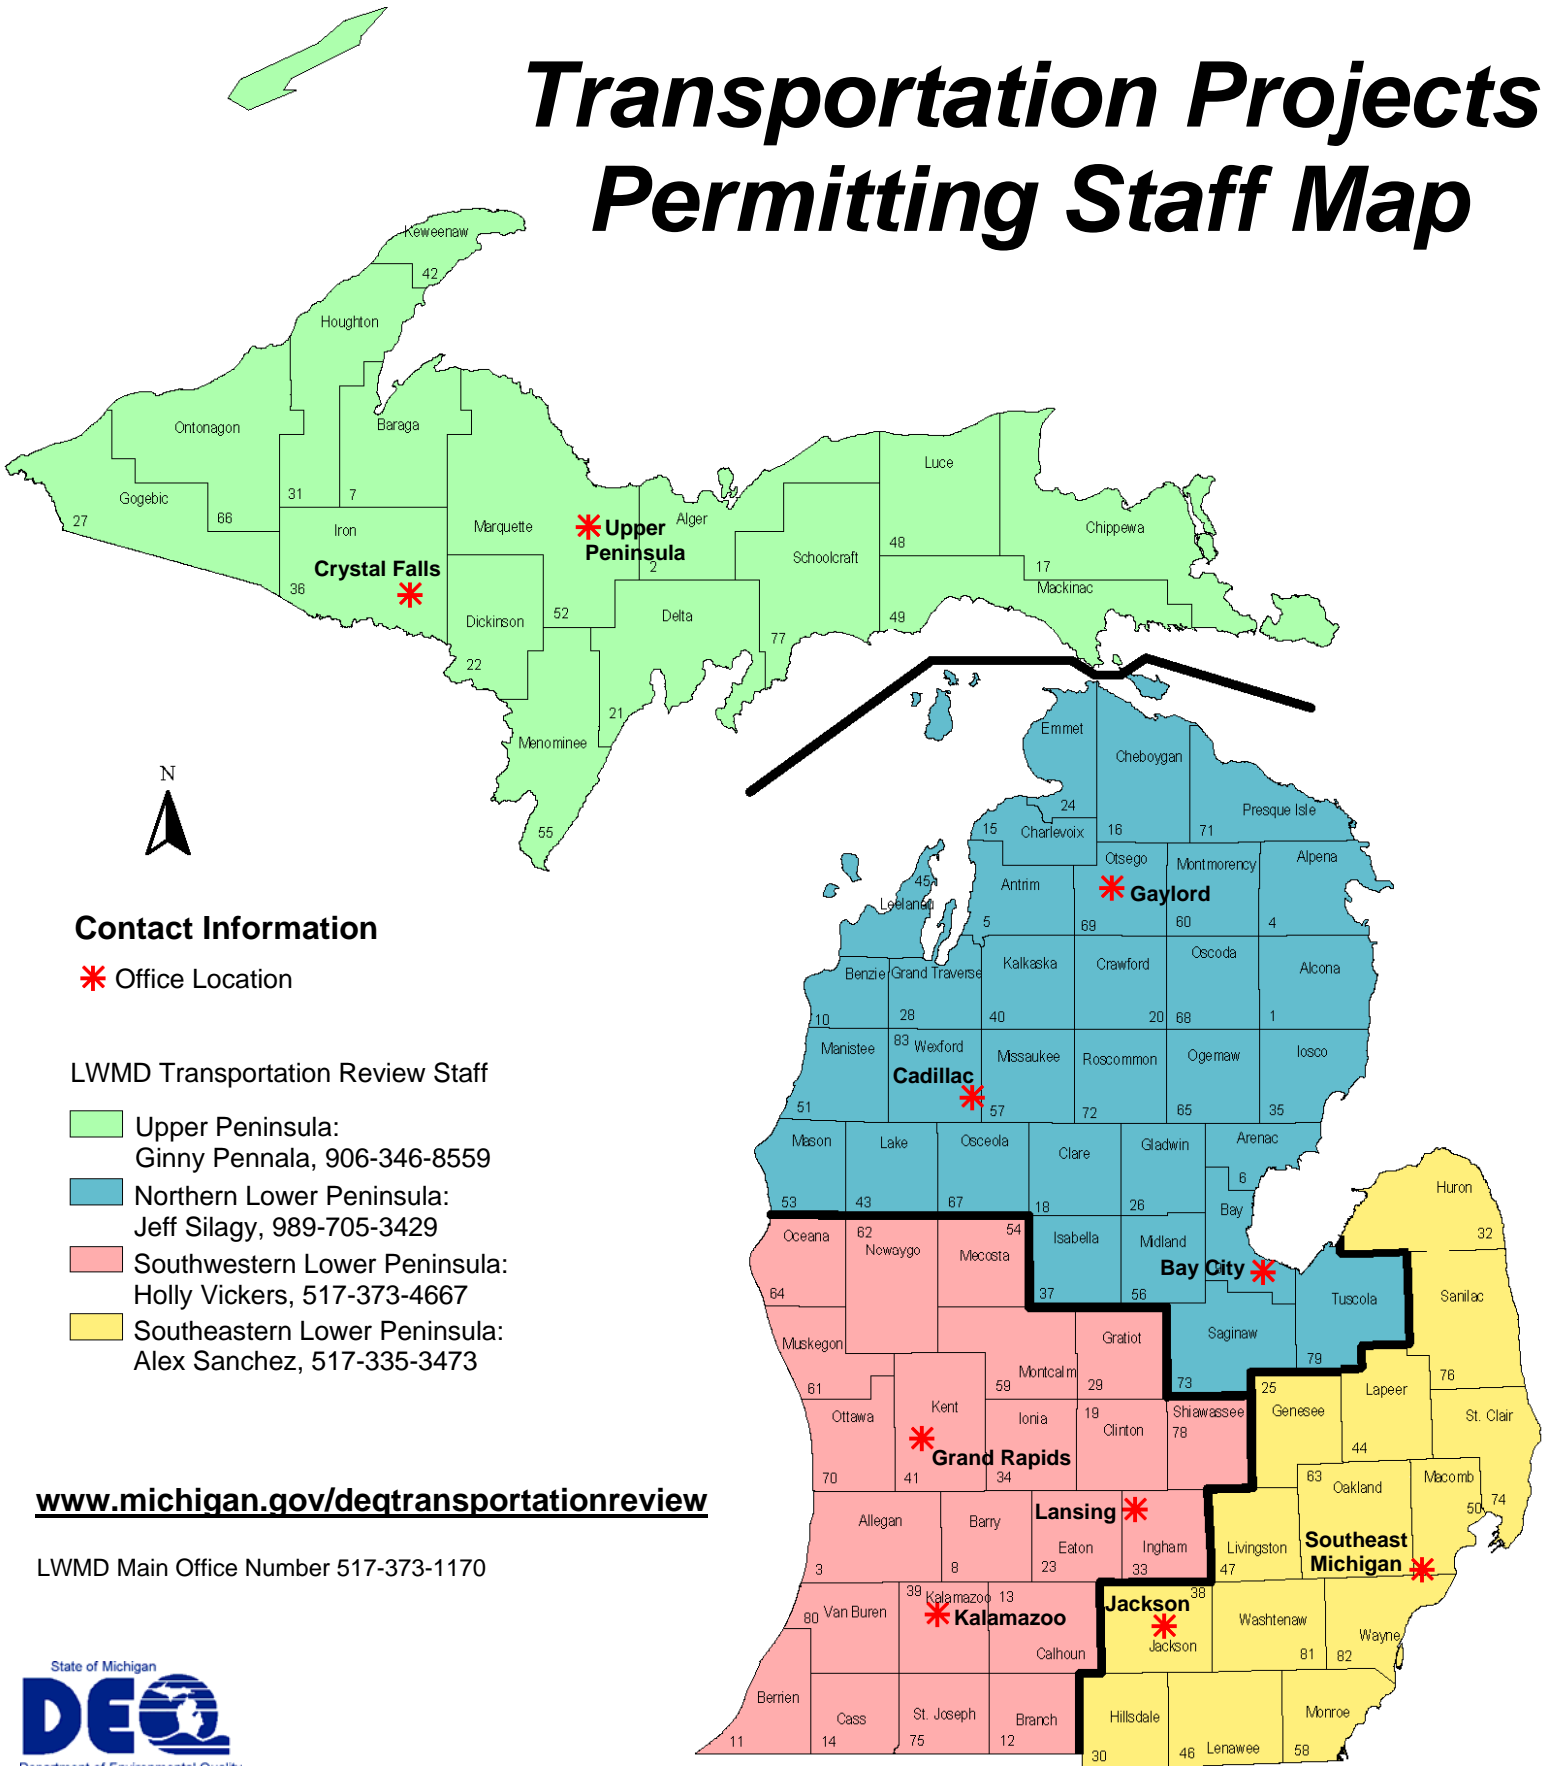 Transportation Projects
Permitting Staff Map
Keweenaw
42
Houghton
Ontonagon
Baraga
Luce
Gogebic
31
7
27
66
Iron
Marquette
Upper
Peninsula
Alger
Chippewa
48
Schoolcraft
Crystal Falls
2
17
36
Mackinac
52
Delta
Dickinson
49
77
22
21
Menominee
55
N
Emmet
Cheboygan
24
Presque Isle
15
Charlevoix
16
71
Otsego
Montmorency
Alpena
45
Antrim
Gaylord
Leelanau
5
69
60
4
Benzie
Grand Traverse
Kalkaska
Crawford
Oscoda
Alcona
10
28
40
20
68
1
Manistee
83
Wexford
Missaukee
Roscommon
Ogemaw
Iosco
Cadillac
51
57
72
65
35
Mason
Lake
Osceola
Clare
Gladwin
Arenac
6
53
43
67
18
26
Bay
Huron
32
Oceana
62
Newaygo
Mecosta
54
Isabella
Midland
Bay City
64
37
56
Tuscola
Sanilac
Muskegon
Montcalm
Gratiot
Saginaw
61
59
29
73
79
76
Ottawa
Kent
Ionia
19
Clinton
Shiawassee
78
25
Genesee
Lapeer
St. Clair
44
70
41
Grand Rapids
34
63
Oakland
Macomb
50
74
Allegan
Barry
Lansing
Eaton
Ingham
Livingston
Southeast
Michigan
3
8
23
33
47
80
Van Buren
39
Kalamazoo
13
Kalamazoo
Calhoun
Jackson
38
Jackson
Washtenaw
81
Wayne
82
Berrien
11
Cass
14
St. Joseph
75
Branch
12
Hillsdale
30
46
Lenawee
Monroe
58
Contact Information
Office Location
LWMD Transportation Review Staff
Upper Peninsula:
Ginny Pennala, 906-346-8559
Northern Lower Peninsula:
Jeff Silagy, 989-705-3429
Southwestern Lower Peninsula:
Holly Vickers, 517-373-4667
Southeastern Lower Peninsula:
Alex Sanchez, 517-335-3473
www.michigan.gov/deqtransportationreview
LWMD Main Office Number 517-373-1170
State of Michigan
DEQ
Department of Environmental Quality